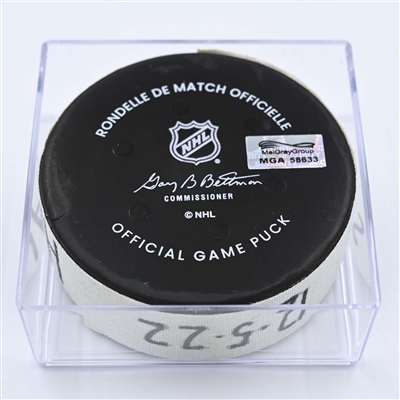 RONDELLE DE MATCH OFFICIELLE
NHL
MeiGrayGroup
MGA 58633
Gary B Bettman
COMMISSIONER
© NHL
OFFICIAL GAME PUCK
12-5-22